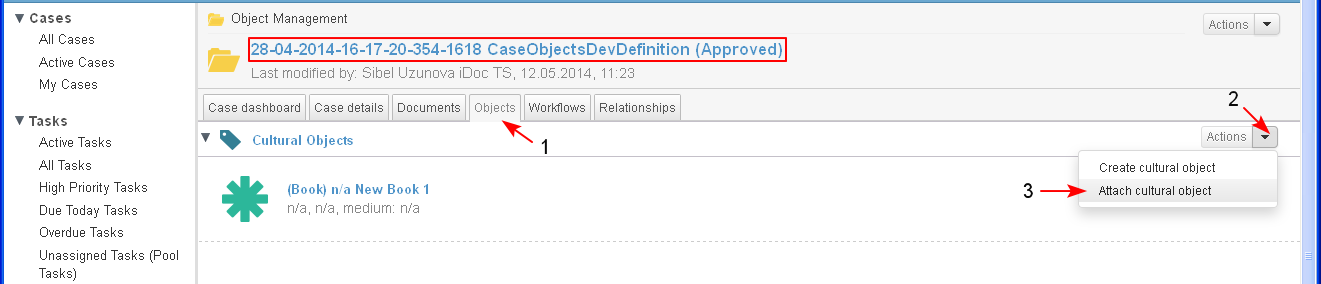 Cases
All Cases
Active Cases
My Cases
Tasks
Active Tasks
All Tasks
High Priority Tasks
Due Today Tasks
Overdue Tasks
Unassigned Tasks (Pool
Tasks)
Object Management
Actions
28-04-2014-16-17-20-354-1618 CaseObjectsDevDefinition (Approved)
Last modified by: Sibel Uzunova iDoc TS, 12.05.2014, 11:23
Case dashboard Case details Documents Objects Workflows Relationships
1
2
Cultural Objects
Actions
Create cultural object
3 Attach cultural object
(Book) n/a New Book 1
n/a, n/a, medium: n/a